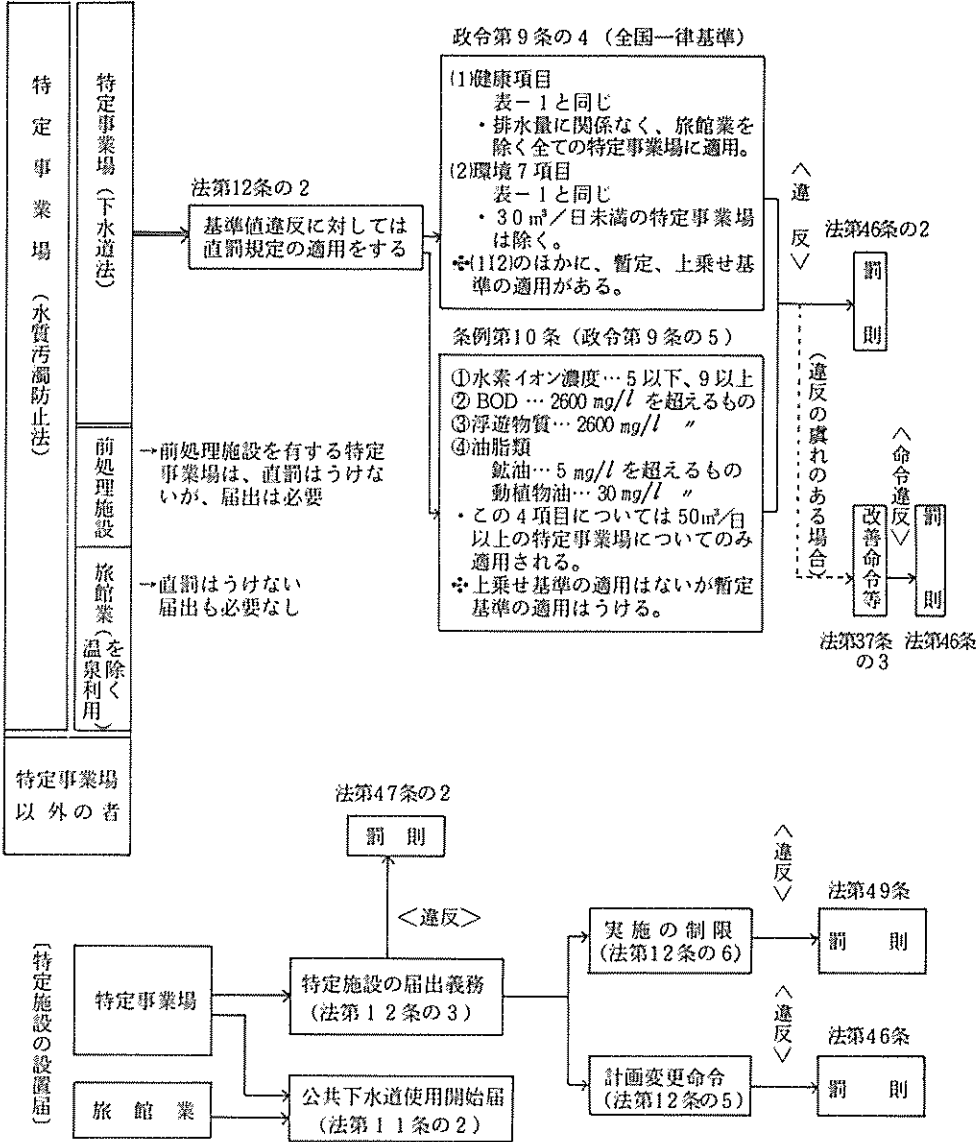 特定事業場（水質汚濁防止法）
特定事業場（下水道法）
前処理施設
旅館業（温泉利用を除く）
特定事業場
以外の者
法第12条の2
基準値違反に対しては
直罰規定の適用をする
→前処理施設を有する特定
事業場は、直罰はうけな
いが、届出は必要
→直罰はうけない
届出も必要なし
政令第9条の4（全国一律基準）
(1)健康項目
表－1と同じ
・排水量に関係なく、旅館業を
除く全ての特定事業場に適用。
(2)環境7項目
表－1と同じ
・30m³／日未満の特定事業場
は除く。
※(1)(2)のほかに、暫定、上乗せ基
準の適用がある。
条例第10条（政令第9条の5）
①水素イオン濃度…5以下、9以上
②BOD…2600mg/lを超えるもの
③浮遊物質…2600mg/l 〃
④油脂類
鉱油…5mg/lを超えるもの
動植物油…30mg/l 〃
・この4項目については50m³/日
以上の特定事業場についてのみ
適用される。
※上乗せ基準の適用はないが暫定
基準の適用はうける。
＜違反＞
法第46条の2
罰則
（違反の虞れのある場合）
＜命令違反＞
改善命令等
罰則
法第37条
の3
法第46条
〔特定施設の設置届〕
特定事業場
旅館業
法第47条の2
罰則
＜違反＞
特定施設の届出義務
（法第12条の3）
公共下水道使用開始届
（法第11条の2）
実施の制限
（法第12条の6）
＜違反＞
法第49条
罰則
計画変更命令
（法第12条の5）
＜違反＞
法第46条
罰則